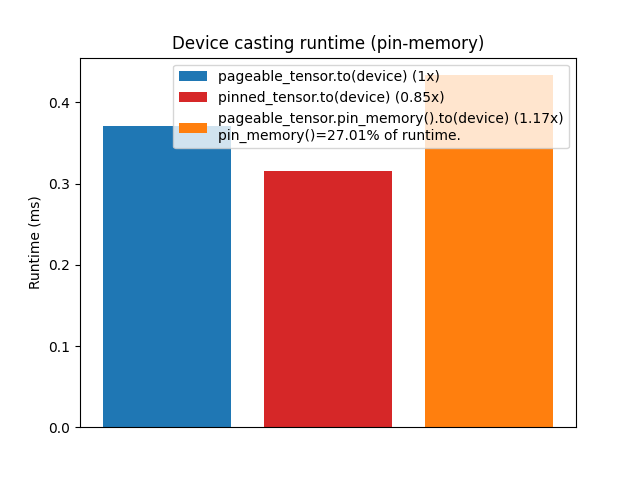 Device casting runtime (pin-memory)
pageable_tensor.to(device) (1x)
pinned_tensor.to(device) (0.85x)
pageable_tensor.pin_memory().to(device) (1.17x)
pin_memory()=27.01% of runtime.
Runtime (ms)
0.4
0.3
0.2
0.1
0.0